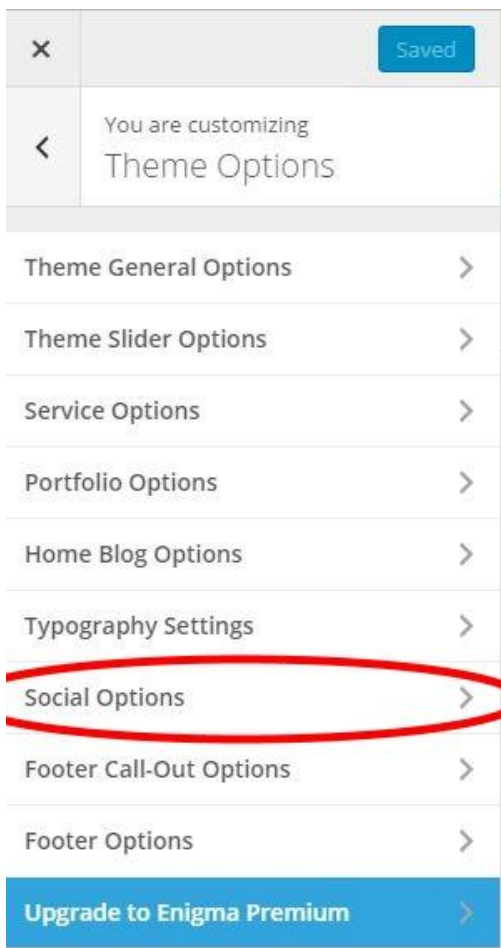 Saved
You are customizing
Theme Options
Theme General Options
Theme Slider Options
Service Options
Portfolio Options
Home Blog Options
Typography Settings
Social Options
Footer Call-Out Options
Footer Options
Upgrade to Enigma Premium